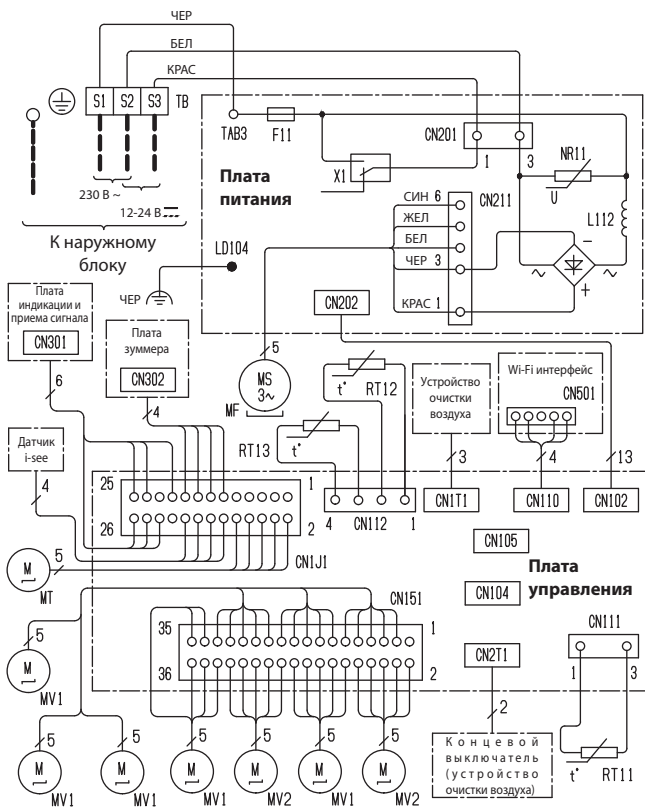 ЧЕР
БЕЛ
КРАС
S1 S2 S3 TB
TAB3 F11
CN201
1 3
X1
Плата
питания
NR11
U
L112
230 В ~
12-24 В
К наружному
блоку
CN211
СИН 6
ЖЕЛ
БЕЛ
ЧЕР 3
КРАС 1
~ ~
−
+
LD104
ЧЕР
CN202
Плата
индикации и
приема сигнала
CN301
6
Плата
зуммера
CN302
4
5
MS
3~
MF
RT12
t°
RT13
t°
Устройство
очистки
воздуха
3
Wi-Fi интерфейс
CN501
4
13
Датчик
i-see
4
25 1
26 2
CN1J1
4 1
CN112
CN1T1
CN110
CN102
CN105
Плата
управления
CN104
5
M
MT
CN151
35 1
36 2
CN2T1
2
CN111
1 3
5
M
MV1
5
M
MV1
5
M
MV1
5
M
MV1
5
M
MV2
5
M
MV1
5
M
MV2
Концевой
выключатель
(устройство
очистки воздуха)
t°
RT11